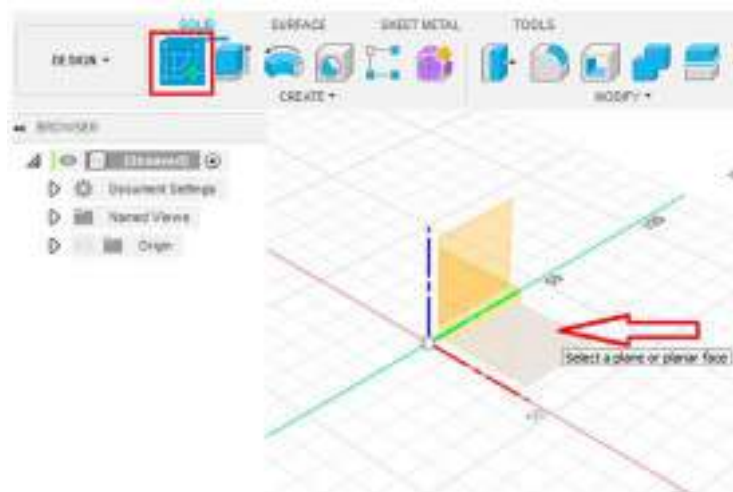 SOLID SURFACE SHEET METAL TOOLS
DESIGN
CREATE MODIFY
BROWSER
(Unsaved)
Document Settings
Named Views
Origin
Select a plane or planar face